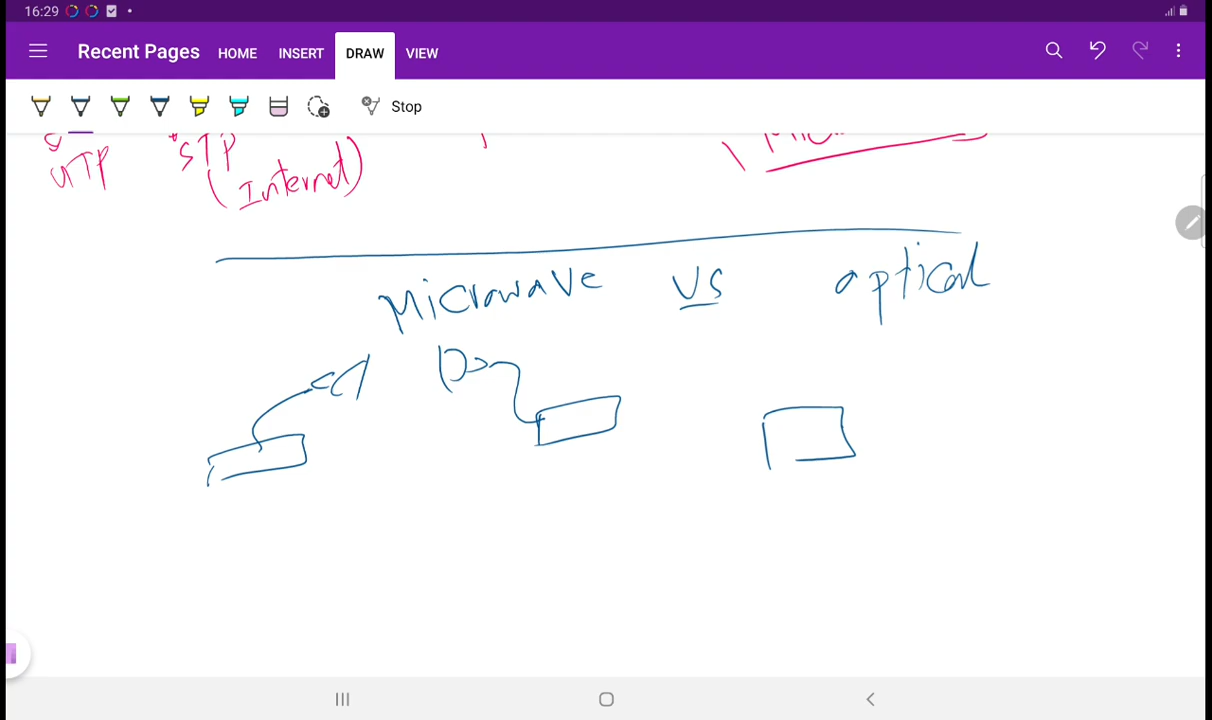 16:29
Recent Pages HOME INSERT DRAW VIEW
Stop
UTP STP
(Internet)
Microwave VS optical